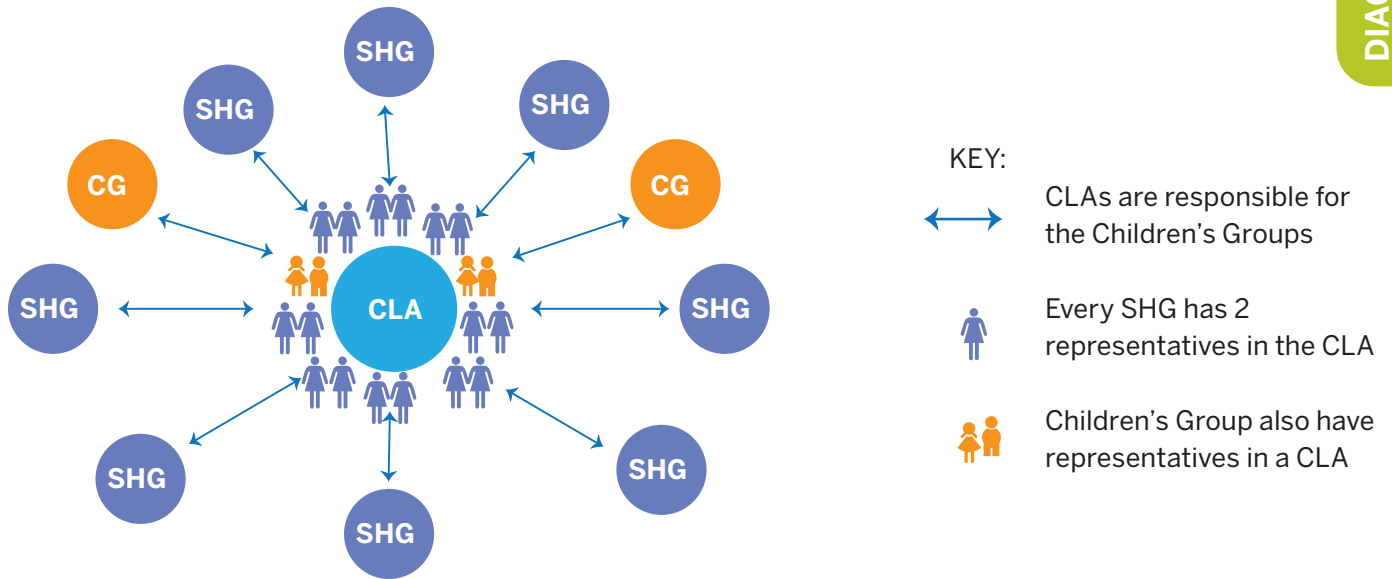 SHG
SHG
SHG
CG
CG
SHG
CLA
SHG
SHG
SHG
SHG
KEY:
CLAs are responsible for
the Children's Groups
Every SHG has 2
representatives in the CLA
Children's Group also have
representatives in a CLA